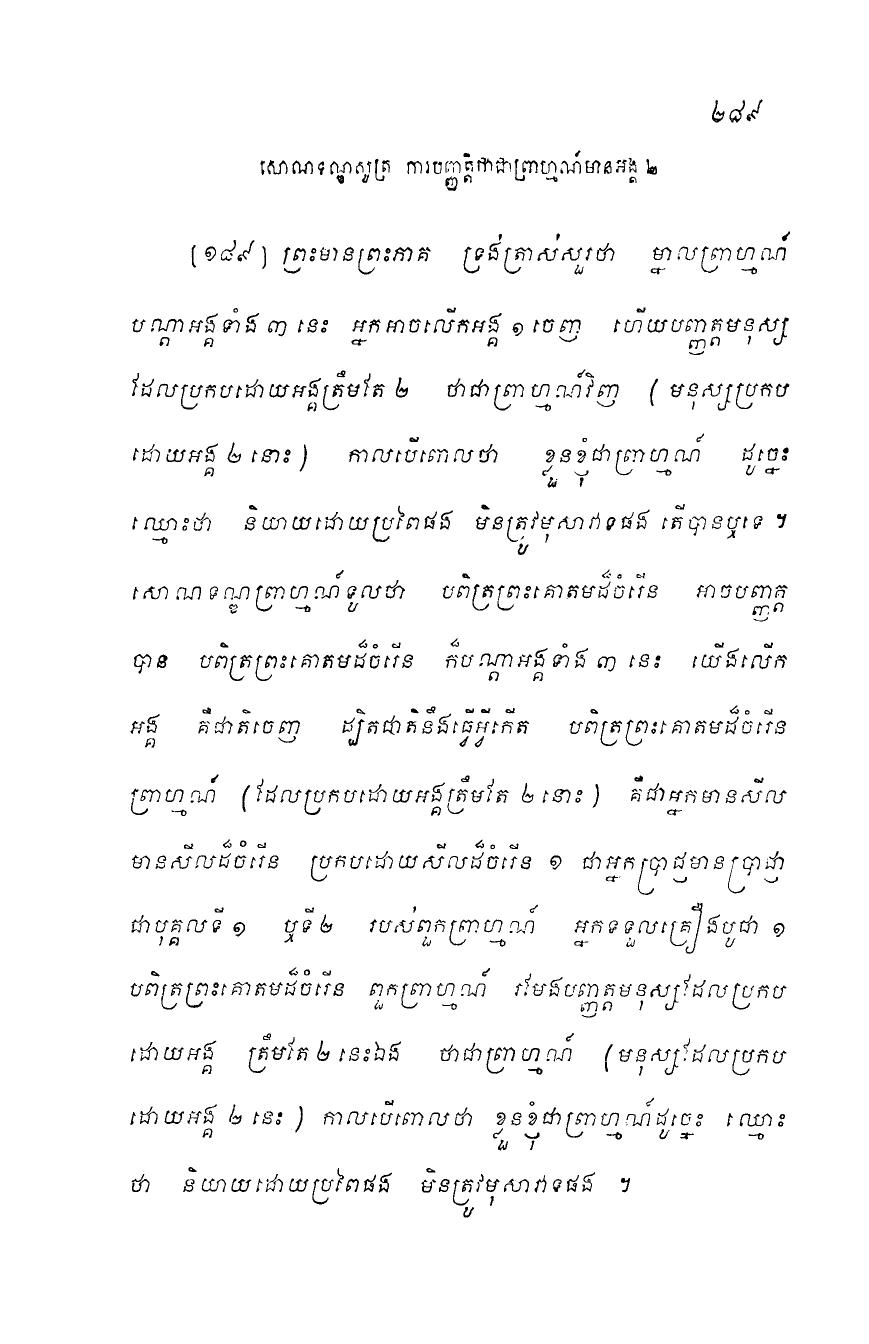 ២៨៩
សោណទណ្ឌសូត្រ ការបញ្ញត្តិថាជាព្រាហ្មណ៍មានអង្គ ២
(១៨៩) ព្រះមានព្រះភាគ ទ្រង់ត្រាស់សួរថា ម្នាលព្រាហ្មណ៍
បណ្តាអង្គទាំង ៣ នេះ អ្នកអាចលើកអង្គ ១ ចេញ ហើយបញ្ញត្តមនុស្ស
ដែលប្រកបដោយអង្គត្រឹមតែ ២ ថាជាព្រាហ្មណ៍វិញ (មនុស្សប្រកប
ដោយអង្គ ២ នោះ) កាលបើពោលថា ខ្លួនខ្ញុំជាព្រាហ្មណ៍ ដូច្នេះ
ឈ្មោះថា និយាយដោយប្រពៃផង មិនត្រូវមុសាវាទផង តើបានឬទេ ។
សោណទណ្ឌព្រាហ្មណ៍ទូលថា បពិត្រព្រះគោតមដ៏ចំរើន អាចបញ្ញត្ត
បាន បពិត្រព្រះគោតមដ៏ចំរើន ក៏បណ្តាអង្គទាំង ៣ នេះ យើងលើក
អង្គ គឺជាតិចេញ ដ្បិតជាតិនឹងធ្វើអ្វីកើត បពិត្រព្រះគោតមដ៏ចំរើន
ព្រាហ្មណ៍ (ដែលប្រកបដោយអង្គត្រឹមតែ ២ នោះ) គឺជាអ្នកមានសីល
មានសីលដ៏ចំរើន ប្រកបដោយសីលដ៏ចំរើន ១ ជាអ្នកប្រាជ្ញមានប្រាជ្ញា
ជាបុគ្គលទី ១ ឬទី ២ របស់ពួកព្រាហ្មណ៍ អ្នកទទួលគ្រឿងបូជា ១
បពិត្រព្រះគោតមដ៏ចំរើន ពួកព្រាហ្មណ៍ រមែងបញ្ញត្តមនុស្សដែលប្រកប
ដោយអង្គ ត្រឹមតែ ២ នេះឯង ថាជាព្រាហ្មណ៍ (មនុស្សដែលប្រកប
ដោយអង្គ ២ នេះ) កាលបើពោលថា ខ្លួនខ្ញុំជាព្រាហ្មណ៍ដូច្នេះ ឈ្មោះ
ថា និយាយដោយប្រពៃផង មិនត្រូវមុសាវាទផង ។